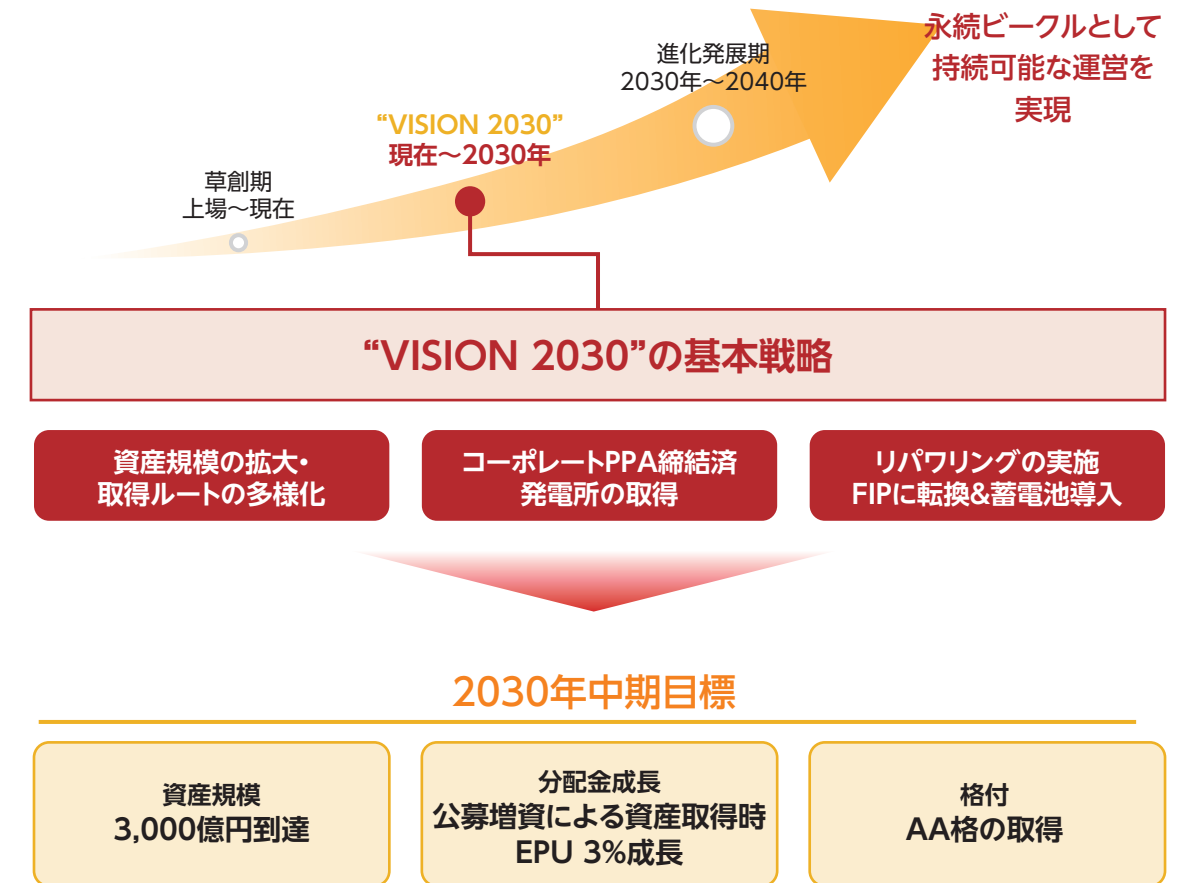 永続ビークルとして
持続可能な運営を
実現
進化発展期
2030年～2040年
“VISION 2030”
現在～2030年
草創期
上場～現在
“VISION 2030”の基本戦略
資産規模の拡大・
取得ルートの多様化
コーポレートPPA締結済
発電所の取得
リパワリングの実施
FIPに転換&蓄電池導入
2030年中期目標
資産規模
3,000億円到達
分配金成長
公募増資による資産取得時
EPU 3%成長
格付
AA格の取得